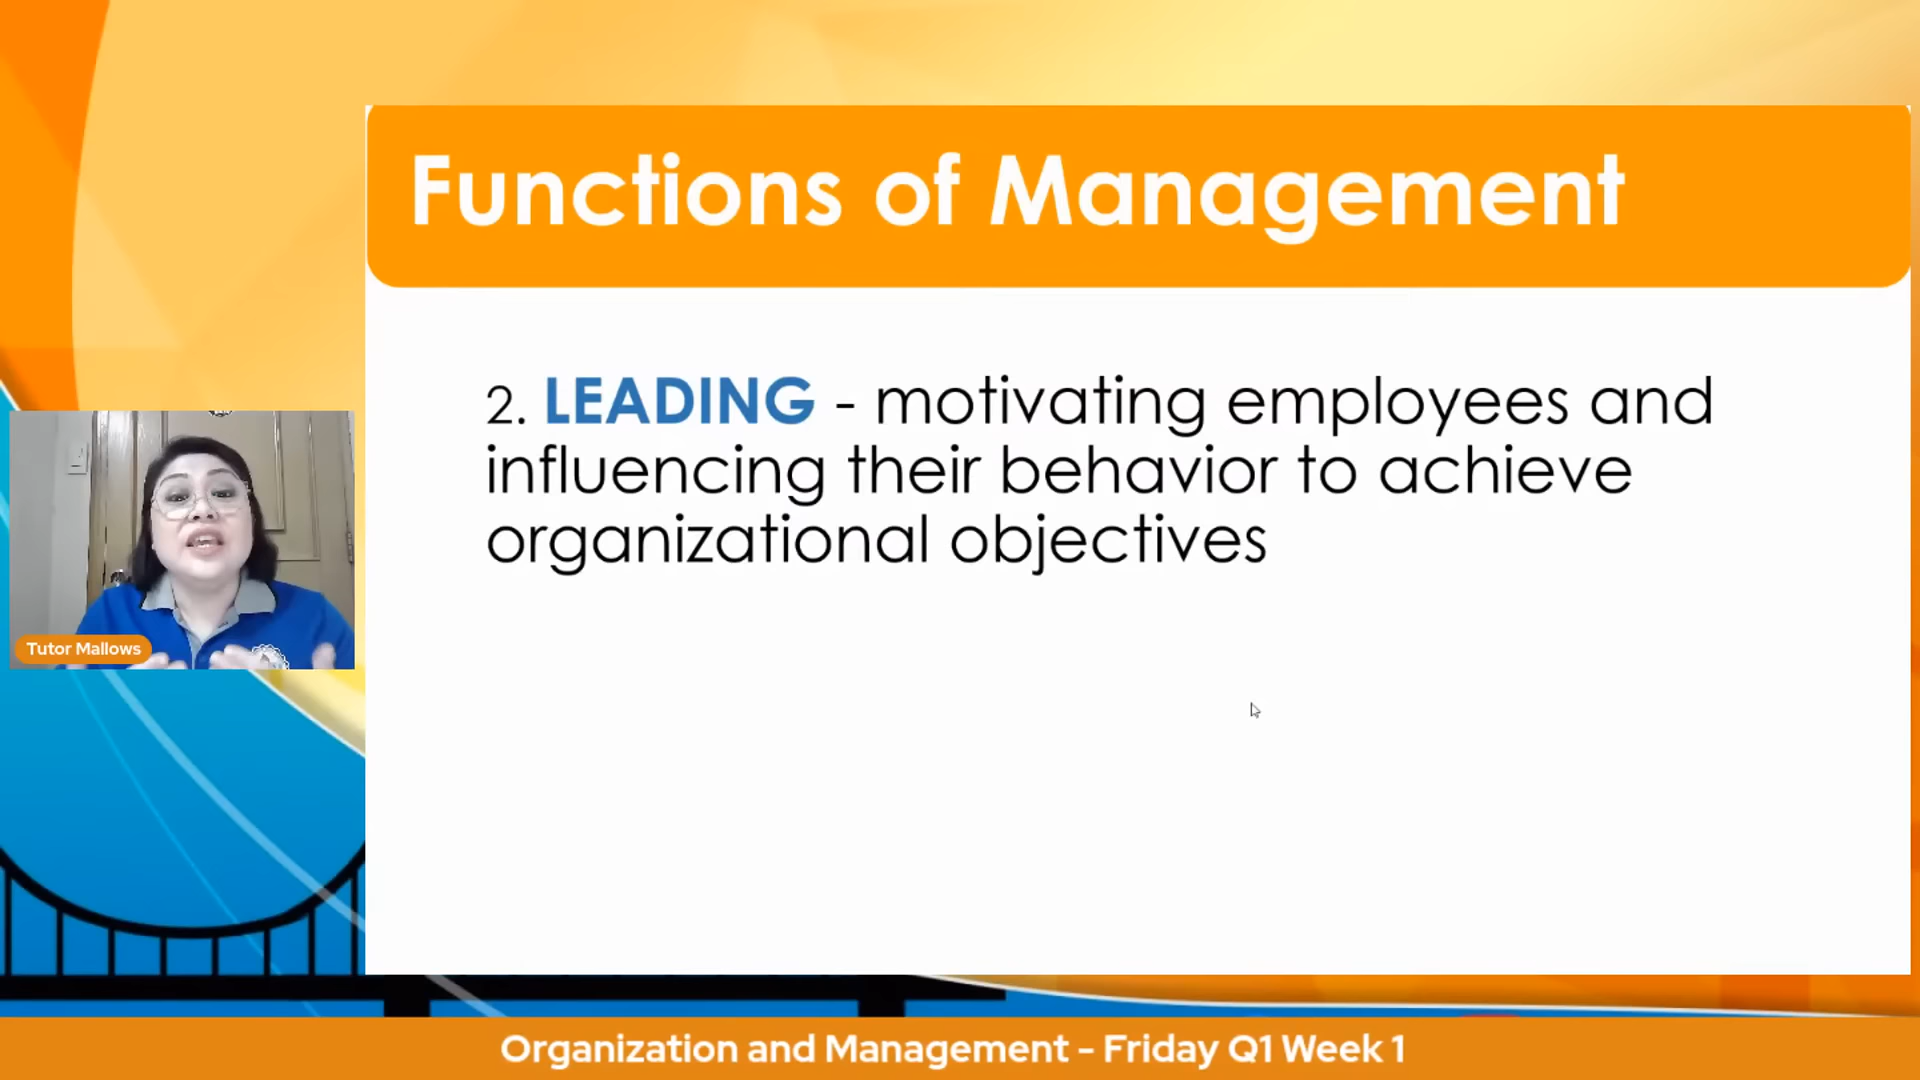 Functions of Management
2. LEADING - motivating employees and
influencing their behavior to achieve
organizational objectives
Tutor Mallows
Organization and Management - Friday Q1 Week 1